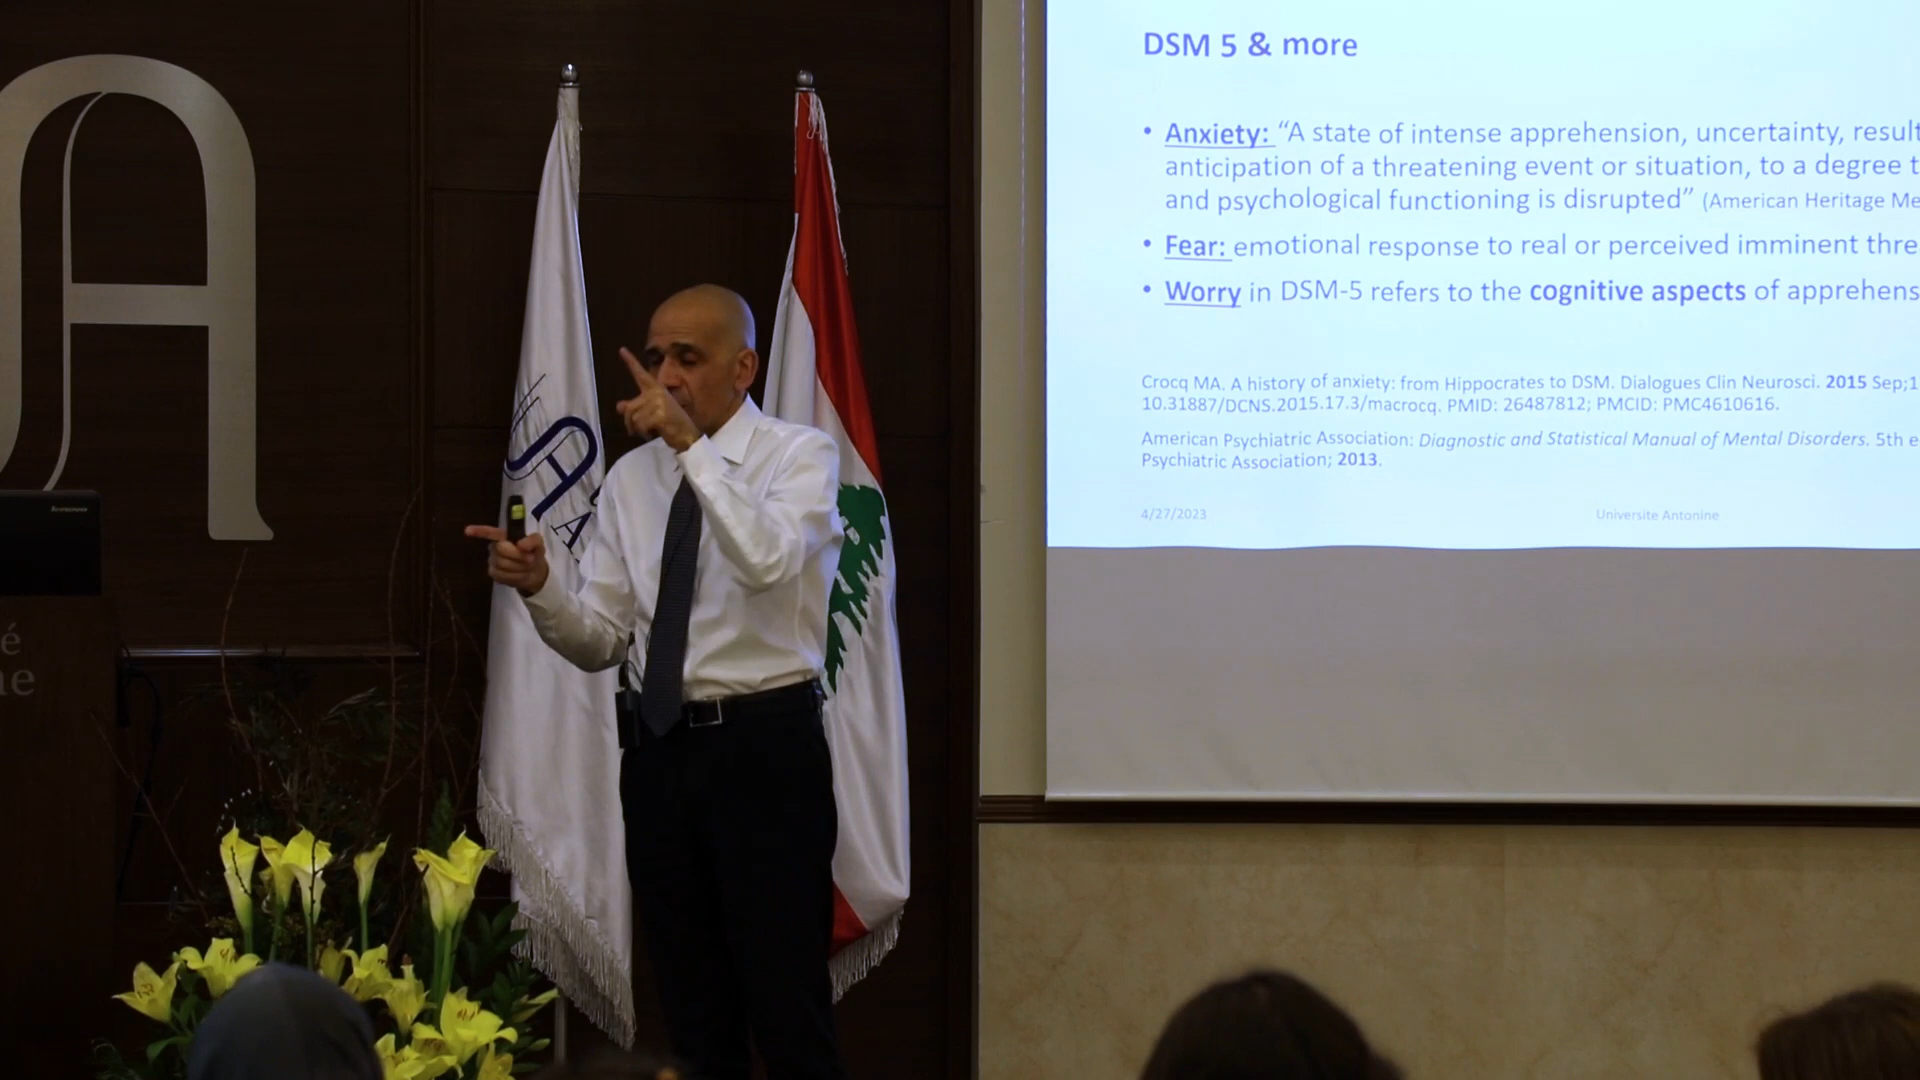 DSM 5 & more
• Anxiety: “A state of intense apprehension, uncertainty,
anticipation of a threatening event or situation, to a degree
and psychological functioning is disrupted” (American Heritage
• Fear: emotional response to real or perceived imminent
• Worry in DSM-5 refers to the cognitive aspects of
Crocq MA. A history of anxiety: from Hippocrates to DSM. Dialogues Clin Neurosci. 2015 Sep;1
10.31887/DCNS.2015.17.3/macrocq. PMID: 26487812; PMCID: PMC4610616.
American Psychiatric Association: Diagnostic and Statistical Manual of Mental Disorders. 5th
Psychiatric Association; 2013.
4/27/2023 Universite Antonine
A
lenovo
é
ne